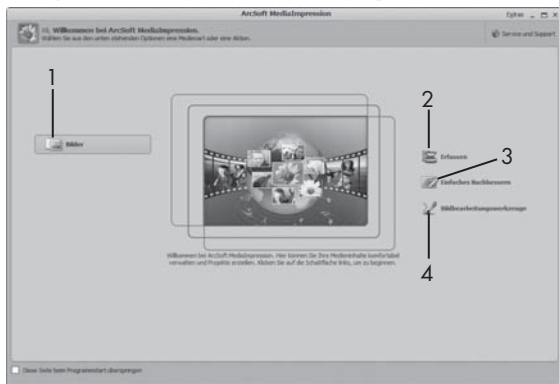 ArcSoft MediaImpression
Hi, Willkommen bei ArcSoft MediaImpression.
Wählen Sie aus den unten stehenden Optionen eine Medienart oder eine Aktion.
Service und Support
1
Bilder
2
Erfassen
3
Einfaches Nachbessern
Bildbearbeitungswerkzeuge
4
Willkommen bei ArcSoft MediaImpression. Hier können Sie Ihre Medieninhalte komfortabel
verwalten und Projekte erstellen. Klicken Sie auf die Schaltfläche links, um zu beginnen.
Diese Seite beim Programmstart überspringen